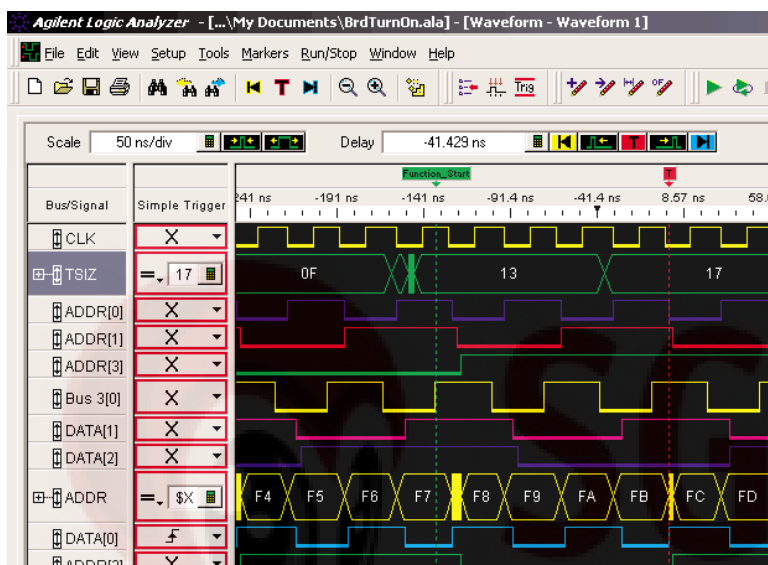 Agilent Logic Analyzer - [...\My Documents\BrdTurnOn.ala] - [Waveform - Waveform 1]
File Edit View Setup Tools Markers Run/Stop Window Help
T Trig
Scale 50 ns/div Delay -41.429 ns T
Function_Start T
Bus/Signal Simple Trigger 241 ns -191 ns -141 ns -91.4 ns -41.4 ns 8.57 ns 58.
CLK X
TSIZ = 17 0F 13 17
ADDR[0] X
ADDR[1] X
ADDR[3] X
Bus 3[0] X
DATA[1] X
DATA[2] X
ADDR = $X F4 F5 F6 F7 F8 F9 FA FB FC FD
DATA[0]
X